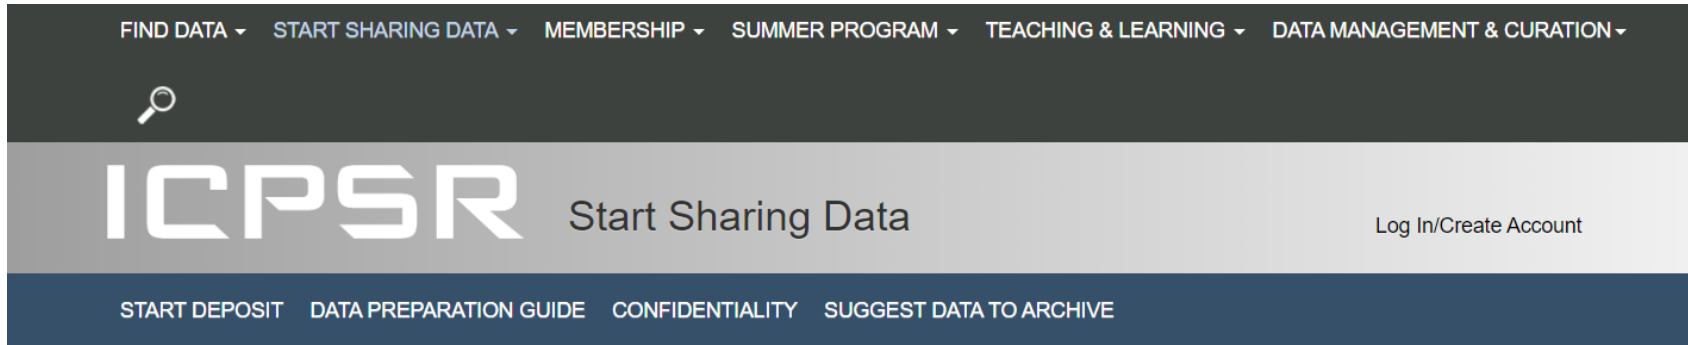 FIND DATA START SHARING DATA MEMBERSHIP SUMMER PROGRAM TEACHING & LEARNING DATA MANAGEMENT & CURATION
ICPSR Start Sharing Data Log In/Create Account
START DEPOSIT DATA PREPARATION GUIDE CONFIDENTIALITY SUGGEST DATA TO ARCHIVE